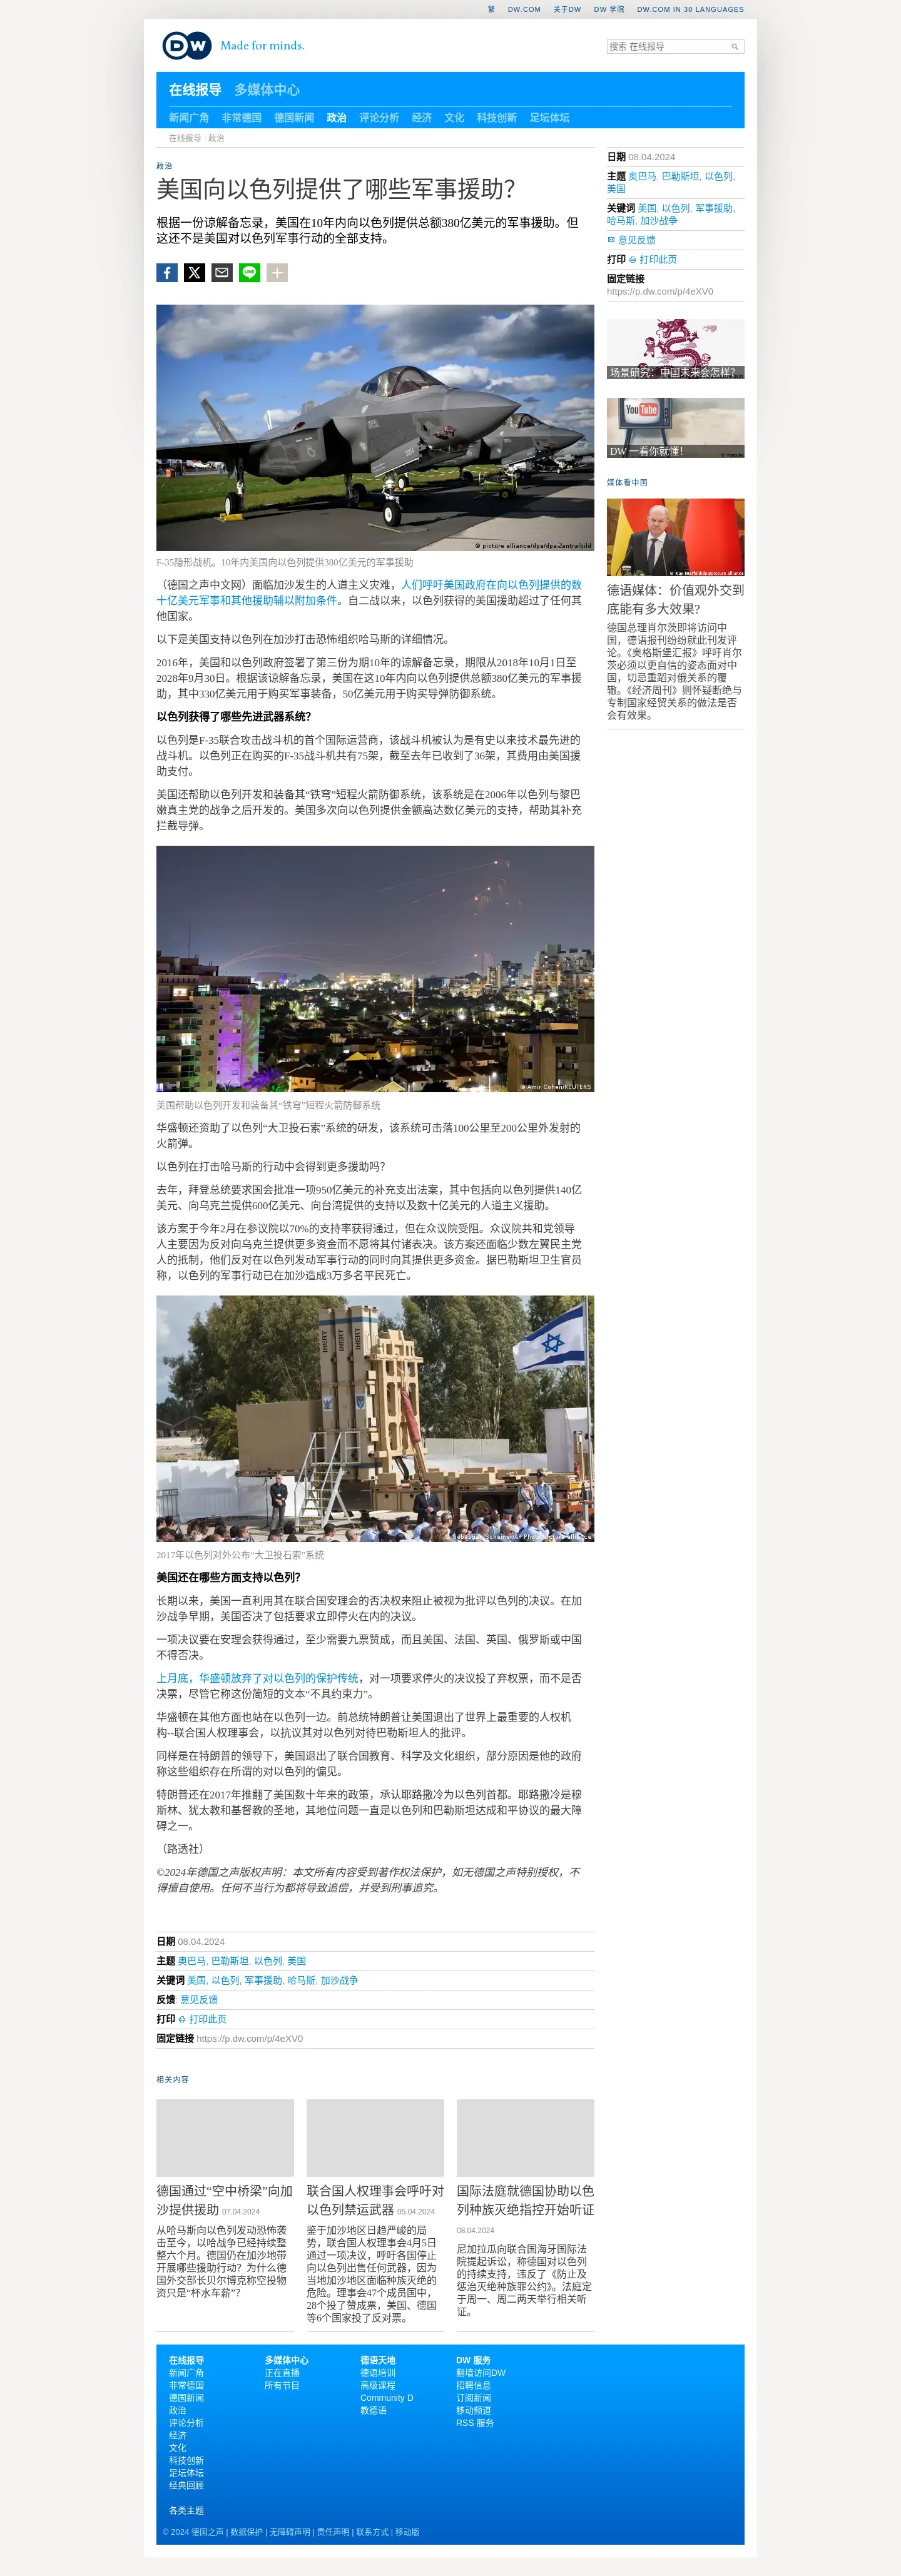 繁 DW.COM 关于DW DW 学院 DW.COM IN 30 LANGUAGES
DW Made for minds.
搜索 在线报导
在线报导 多媒体中心
新闻广角 非常德国 德国新闻 政治 评论分析 经济 文化 科技创新 足坛体坛
在线报导 / 政治
政治
美国向以色列提供了哪些军事援助？
根据一份谅解备忘录，美国在10年内向以色列提供总额380亿美元的军事援助。但
这还不是美国对以色列军事行动的全部支持。
© picture alliance/dpa/dpa-Zentralbild
F-35隐形战机。10年内美国向以色列提供380亿美元的军事援助
（德国之声中文网）面临加沙发生的人道主义灾难，人们呼吁美国政府在向以色列提供的数
十亿美元军事和其他援助辅以附加条件。自二战以来，以色列获得的美国援助超过了任何其
他国家。
以下是美国支持以色列在加沙打击恐怖组织哈马斯的详细情况。
2016年，美国和以色列政府签署了第三份为期10年的谅解备忘录，期限从2018年10月1日至
2028年9月30日。根据该谅解备忘录，美国在这10年内向以色列提供总额380亿美元的军事援
助，其中330亿美元用于购买军事装备，50亿美元用于购买导弹防御系统。
以色列获得了哪些先进武器系统？
以色列是F-35联合攻击战斗机的首个国际运营商，该战斗机被认为是有史以来技术最先进的
战斗机。以色列正在购买的F-35战斗机共有75架，截至去年已收到了36架，其费用由美国援
助支付。
美国还帮助以色列开发和装备其“铁穹”短程火箭防御系统，该系统是在2006年以色列与黎巴
嫩真主党的战争之后开发的。美国多次向以色列提供金额高达数亿美元的支持，帮助其补充
拦截导弹。
© Amir Cohen/REUTERS
美国帮助以色列开发和装备其“铁穹”短程火箭防御系统
华盛顿还资助了以色列“大卫投石索”系统的研发，该系统可击落100公里至200公里外发射的
火箭弹。
以色列在打击哈马斯的行动中会得到更多援助吗？
去年，拜登总统要求国会批准一项950亿美元的补充支出法案，其中包括向以色列提供140亿
美元、向乌克兰提供600亿美元、向台湾提供的支持以及数十亿美元的人道主义援助。
该方案于今年2月在参议院以70%的支持率获得通过，但在众议院受阻。众议院共和党领导
人主要因为反对向乌克兰提供更多资金而不愿将其付诸表决。该方案还面临少数左翼民主党
人的抵制，他们反对在以色列发动军事行动的同时向其提供更多资金。据巴勒斯坦卫生官员
称，以色列的军事行动已在加沙造成3万多名平民死亡。
INERT INERT INERT
© Sebastian Scheiner/AP Photo/picture alliance
2017年以色列对外公布“大卫投石索”系统
美国还在哪些方面支持以色列？
长期以来，美国一直利用其在联合国安理会的否决权来阻止被视为批评以色列的决议。在加
沙战争早期，美国否决了包括要求立即停火在内的决议。
一项决议要在安理会获得通过，至少需要九票赞成，而且美国、法国、英国、俄罗斯或中国
不得否决。
上月底，华盛顿放弃了对以色列的保护传统，对一项要求停火的决议投了弃权票，而不是否
决票，尽管它称这份简短的文本“不具约束力”。
华盛顿在其他方面也站在以色列一边。前总统特朗普让美国退出了世界上最重要的人权机
构--联合国人权理事会，以抗议其对以色列对待巴勒斯坦人的批评。
同样是在特朗普的领导下，美国退出了联合国教育、科学及文化组织，部分原因是他的政府
称这些组织存在所谓的对以色列的偏见。
特朗普还在2017年推翻了美国数十年来的政策，承认耶路撒冷为以色列首都。耶路撒冷是穆
斯林、犹太教和基督教的圣地，其地位问题一直是以色列和巴勒斯坦达成和平协议的最大障
碍之一。
（路透社）
©2024年德国之声版权声明：本文所有内容受到著作权法保护，如无德国之声特别授权，不
得擅自使用。任何不当行为都将导致追偿，并受到刑事追究。
日期 08.04.2024
主题 奥巴马, 巴勒斯坦, 以色列, 美国
关键词 美国, 以色列, 军事援助, 哈马斯, 加沙战争
反馈: 意见反馈
打印 打印此页
固定链接 https://p.dw.com/p/4eXV0
日期 08.04.2024
主题 奥巴马, 巴勒斯坦, 以色列,
美国
关键词 美国, 以色列, 军事援助,
哈马斯, 加沙战争
意见反馈
打印 打印此页
固定链接
https://p.dw.com/p/4eXV0
场景研究：中国未来会怎样？
YouTube
DW 一看你就懂！
© Youtube
媒体看中国
© Kay Nietfeld/dpa/picture alliance
德语媒体：价值观外交到
底能有多大效果?
德国总理肖尔茨即将访问中
国，德语报刊纷纷就此刊发评
论。《奥格斯堡汇报》呼吁肖尔
茨必须以更自信的姿态面对中
国，切忌重蹈对俄关系的覆
辙。《经济周刊》则怀疑断绝与
专制国家经贸关系的做法是否
会有效果。
相关内容
德国通过“空中桥梁”向加
沙提供援助 07.04.2024
从哈马斯向以色列发动恐怖袭
击至今，以哈战争已经持续整
整六个月。德国仍在加沙地带
开展哪些援助行动？为什么德
国外交部长贝尔博克称空投物
资只是“杯水车薪”？
联合国人权理事会呼吁对
以色列禁运武器 05.04.2024
鉴于加沙地区日趋严峻的局
势，联合国人权理事会4月5日
通过一项决议，呼吁各国停止
向以色列出售任何武器，因为
当地加沙地区面临种族灭绝的
危险。理事会47个成员国中，
28个投了赞成票，美国、德国
等6个国家投了反对票。
国际法庭就德国协助以色
列种族灭绝指控开始听证
08.04.2024
尼加拉瓜向联合国海牙国际法
院提起诉讼，称德国对以色列
的持续支持，违反了《防止及
惩治灭绝种族罪公约》。法庭定
于周一、周二两天举行相关听
证。
在线报导
新闻广角
非常德国
德国新闻
政治
评论分析
经济
文化
科技创新
足坛体坛
经典回顾
各类主题
多媒体中心
正在直播
所有节目
德语天地
德语培训
高级课程
Community D
教德语
DW 服务
翻墙访问DW
招聘信息
订阅新闻
移动频道
RSS 服务
© 2024 德国之声 | 数据保护 | 无障碍声明 | 责任声明 | 联系方式 | 移动版